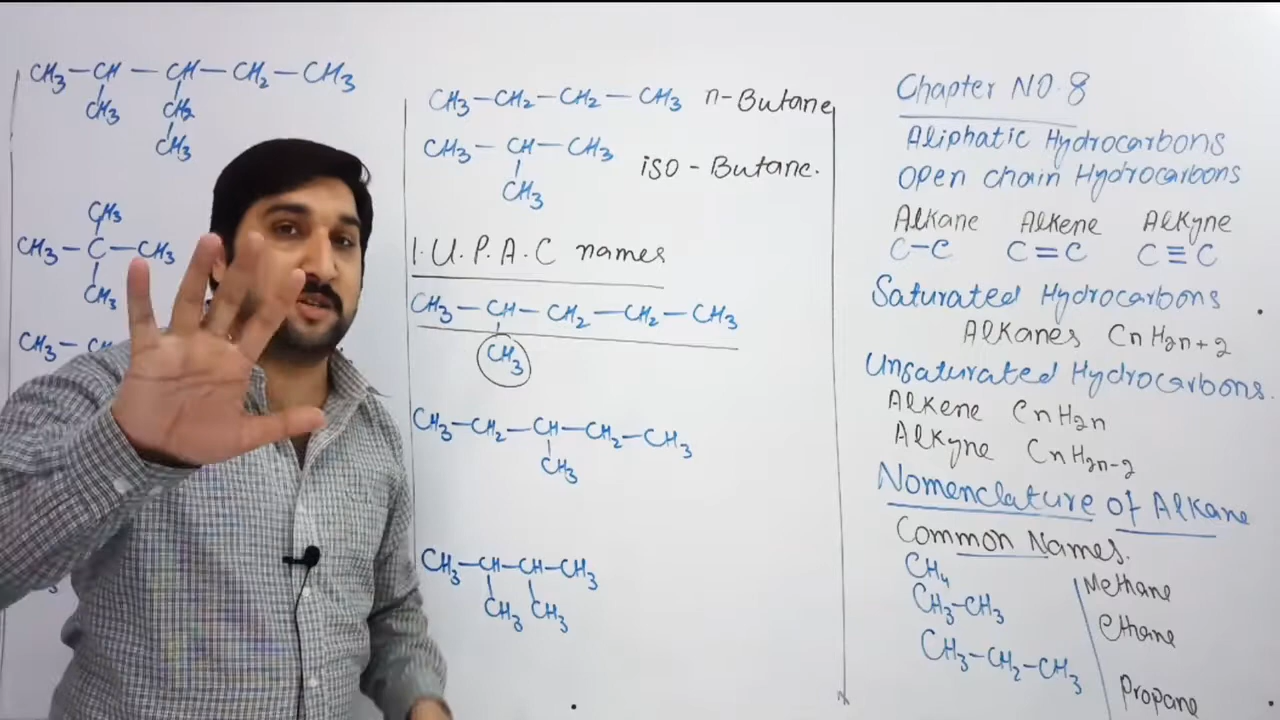 CH₃ — CH — CH — CH₂ — CH₃
CH₃ CH₂
CH₃
CH₃
CH₃ — C — CH₃
CH₃
CH₃ —
CH₃ — CH₂ — CH₂ — CH₃ n-Butane
CH₃ — CH — CH₃ iso - Butane.
CH₃
I.U.P.A.C names
CH₃ — CH — CH₂ — CH₂ — CH₃
CH₃
CH₃ — CH₂ — CH — CH₂ — CH₃
CH₃
CH₃ — CH — CH — CH₃
CH₃ CH₃
Chapter NO. 8
Aliphatic Hydrocarbons
Open chain Hydrocarbons
Alkane Alkene Alkyne
C—C C=C C≡C
Saturated Hydrocarbons
Alkanes CnH2n+2
Unsaturated Hydrocarbons.
Alkene CnH2n
Alkyne CnH2n-2
Nomenclature of Alkane
Common Names.
CH₄ Methane
CH₃—CH₃ Ethane
CH₃—CH₂—CH₃ Propane